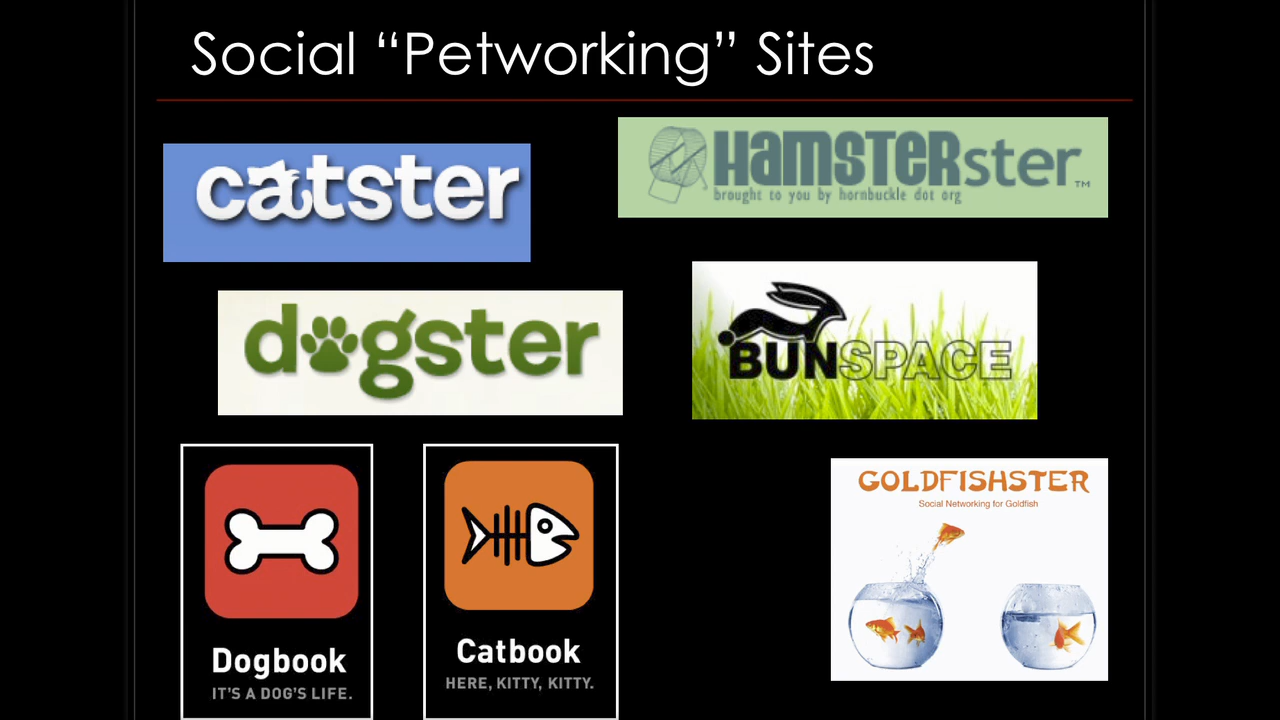 Social “Petworking” Sites
catster
HAMSTERster™
brought to you by hornbuckle dot org
dogster
BUNSPACE
Dogbook
IT'S A DOG'S LIFE.
Catbook
HERE, KITTY, KITTY.
GOLDFISHSTER
Social Networking for Goldfish